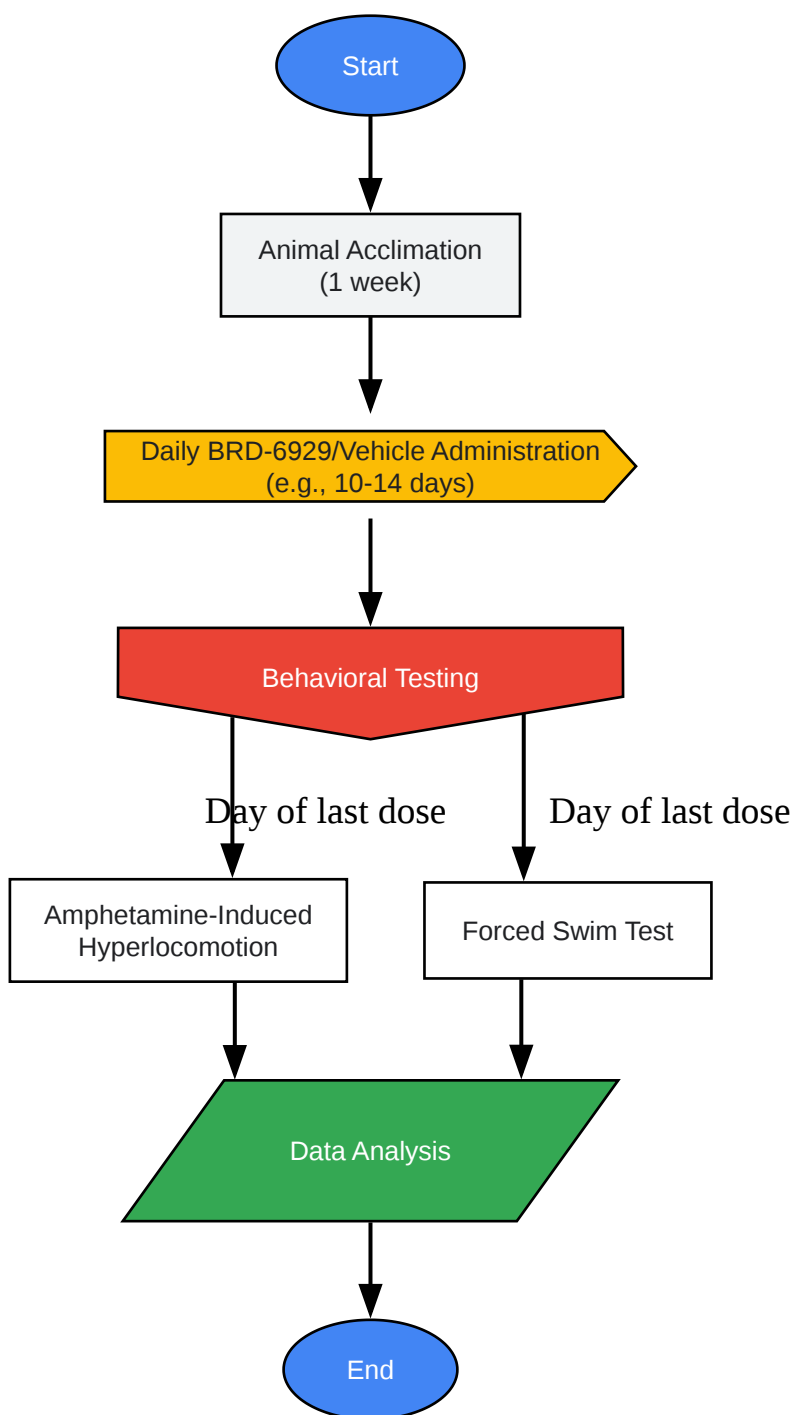 Start
Animal Acclimation
(1 week)
Daily BRD-6929/Vehicle Administration
(e.g., 10-14 days)
Behavioral Testing
Day of last dose
Day of last dose
Amphetamine-Induced
Hyperlocomotion
Forced Swim Test
Data Analysis
End